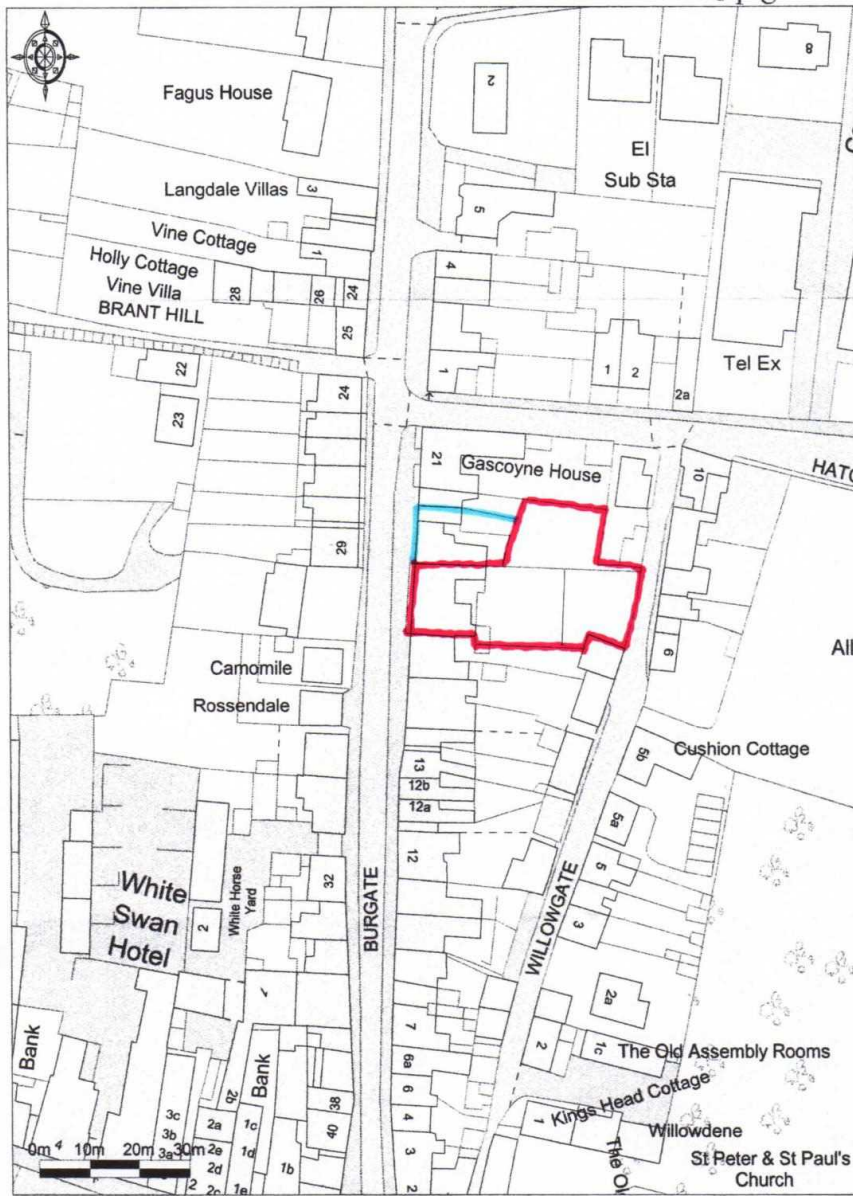 Fagus House
2
8
El
Sub Sta
Langdale Villas
3
5
Vine Cottage
1
Holly Cottage
Vine Villa
BRANT HILL
28
26
24
25
4
Tel Ex
1
1
2
2a
22
23
24
21
Gascoyne House
10
HATC
29
6
All
Camomile
Rossendale
13
12b
12a
12
Cushion Cottage
5b
5a
5
3
White
Swan
Hotel
2
White Horse
Yard
32
BURGATE
WILLOWGATE
2a
7
6a
6
4
3
2
2
1c
The Old Assembly Rooms
Kings Head Cottage
1
Willowdene
St Peter & St Paul's
Church
Bank
Bank
2b
38
40
3c
3b
3a
2a
2e
2d
2c
2
1c
1d
1e
1b
0m
4
10m
20m
30m